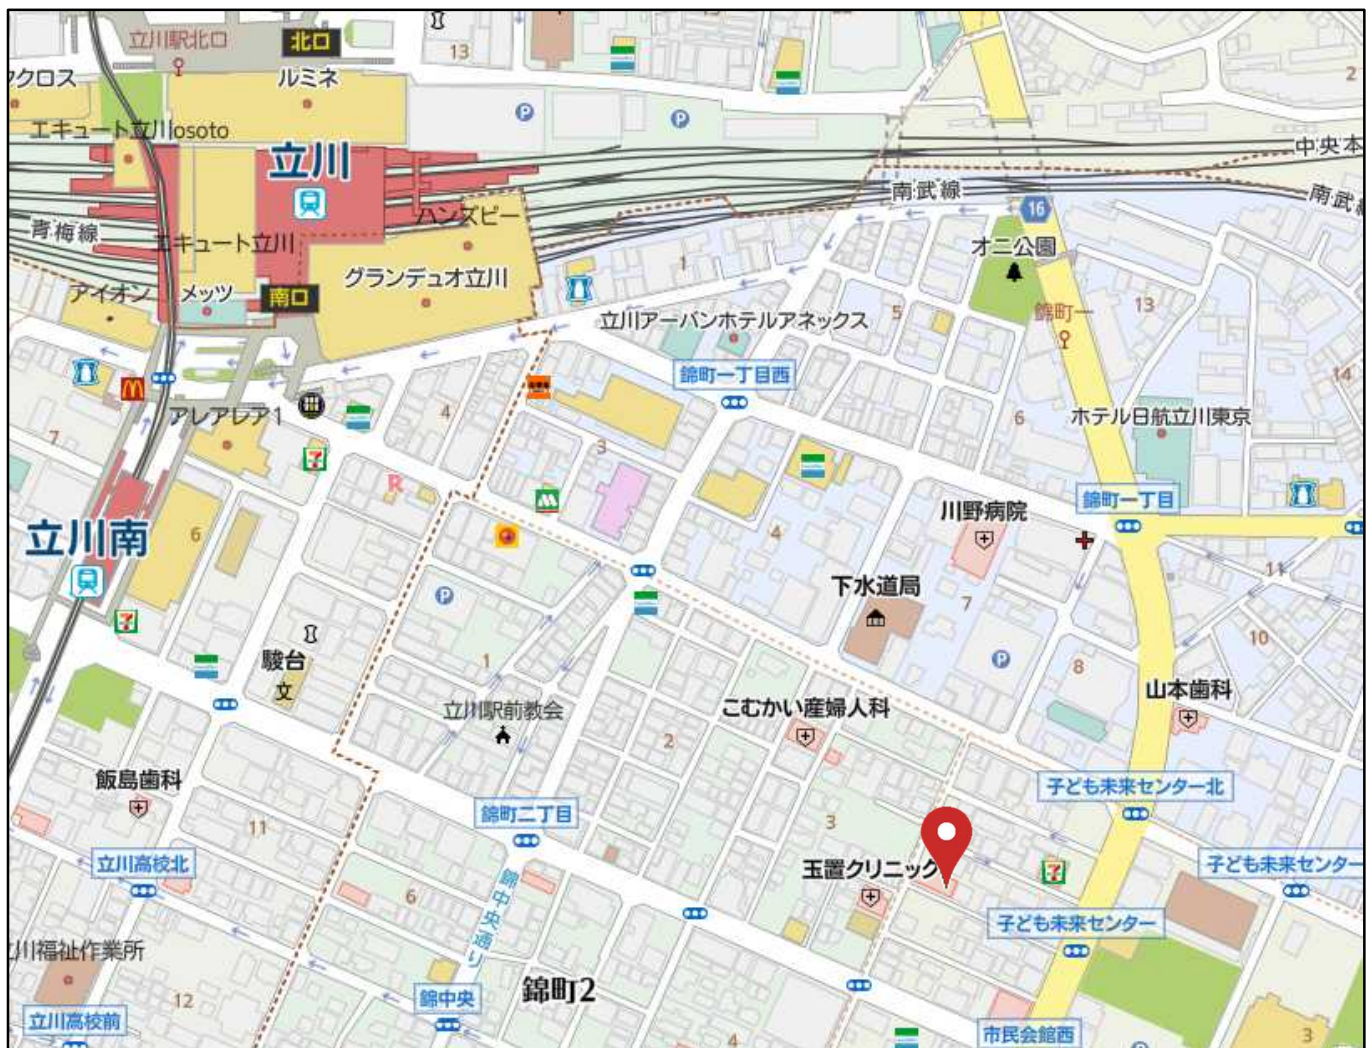 立川駅北口
北口
13
13
2
クロス
ルミネ
P
P
エキュート立川osoto
立川
中央本
南武線
南武線
16
ハンズビー
青梅線
エキュート立川
オニ公園
1
グランデュオ立川
アイオン
メッツ
南口
13
錦町一
立川アーバンホテルアネックス
5
錦町一丁目西
14
アレアレア1
4
6
ホテル日航立川東京
7
3
7
R
錦町一丁目
川野病院
立川南
6
4
11
下水道局
P
7
7
10
P
8
駿台
文
1
山本歯科
立川駅前教会
こむかい産婦人科
2
飯島歯科
子ども未来センター北
錦町二丁目
3
11
立川高校北
玉置クリニック
7
子ども未来センター
錦中央通り
6
子ども未来センター
川福祉作業所
錦町2
12
錦中央
立川高校前
市民会館西
4
3
P